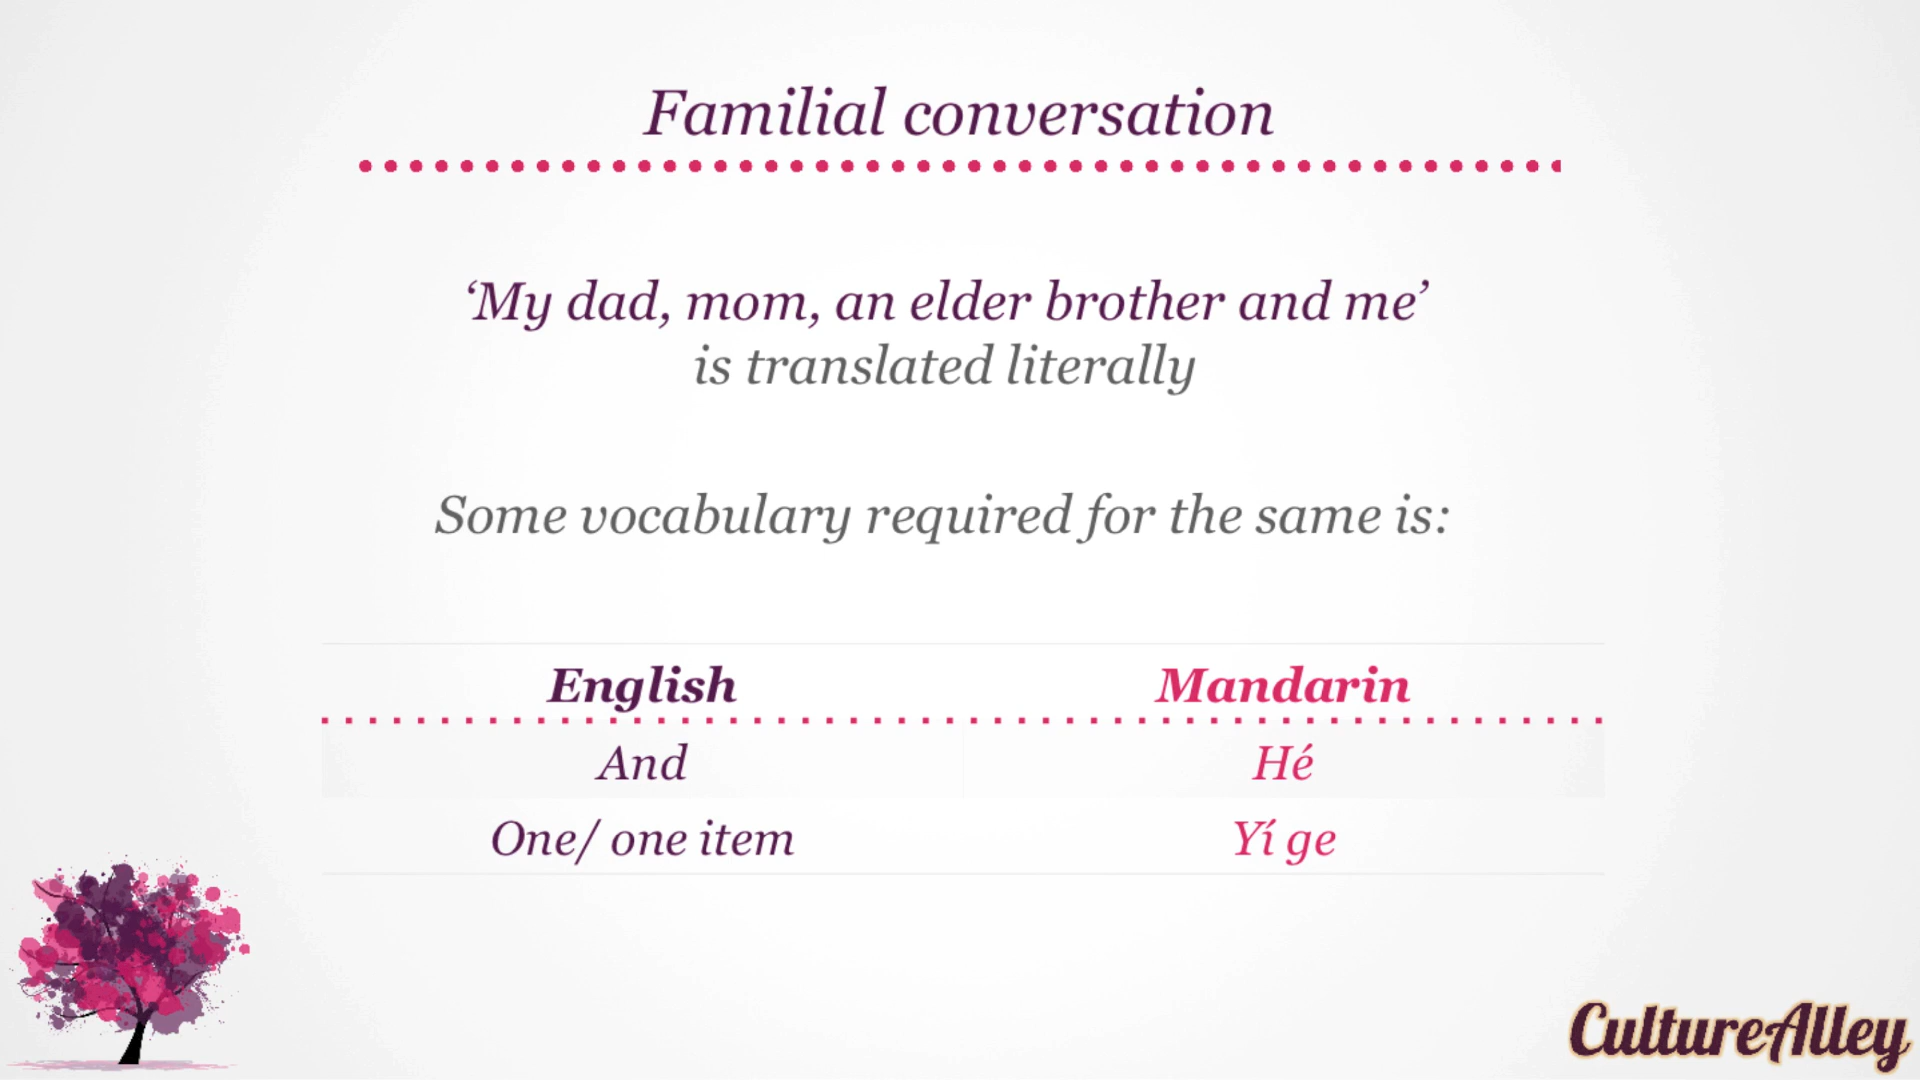 Familial conversation
‘My dad, mom, an elder brother and me’
is translated literally
Some vocabulary required for the same is:
English Mandarin
And Hé
One/ one item Yí ge
CultureAlley